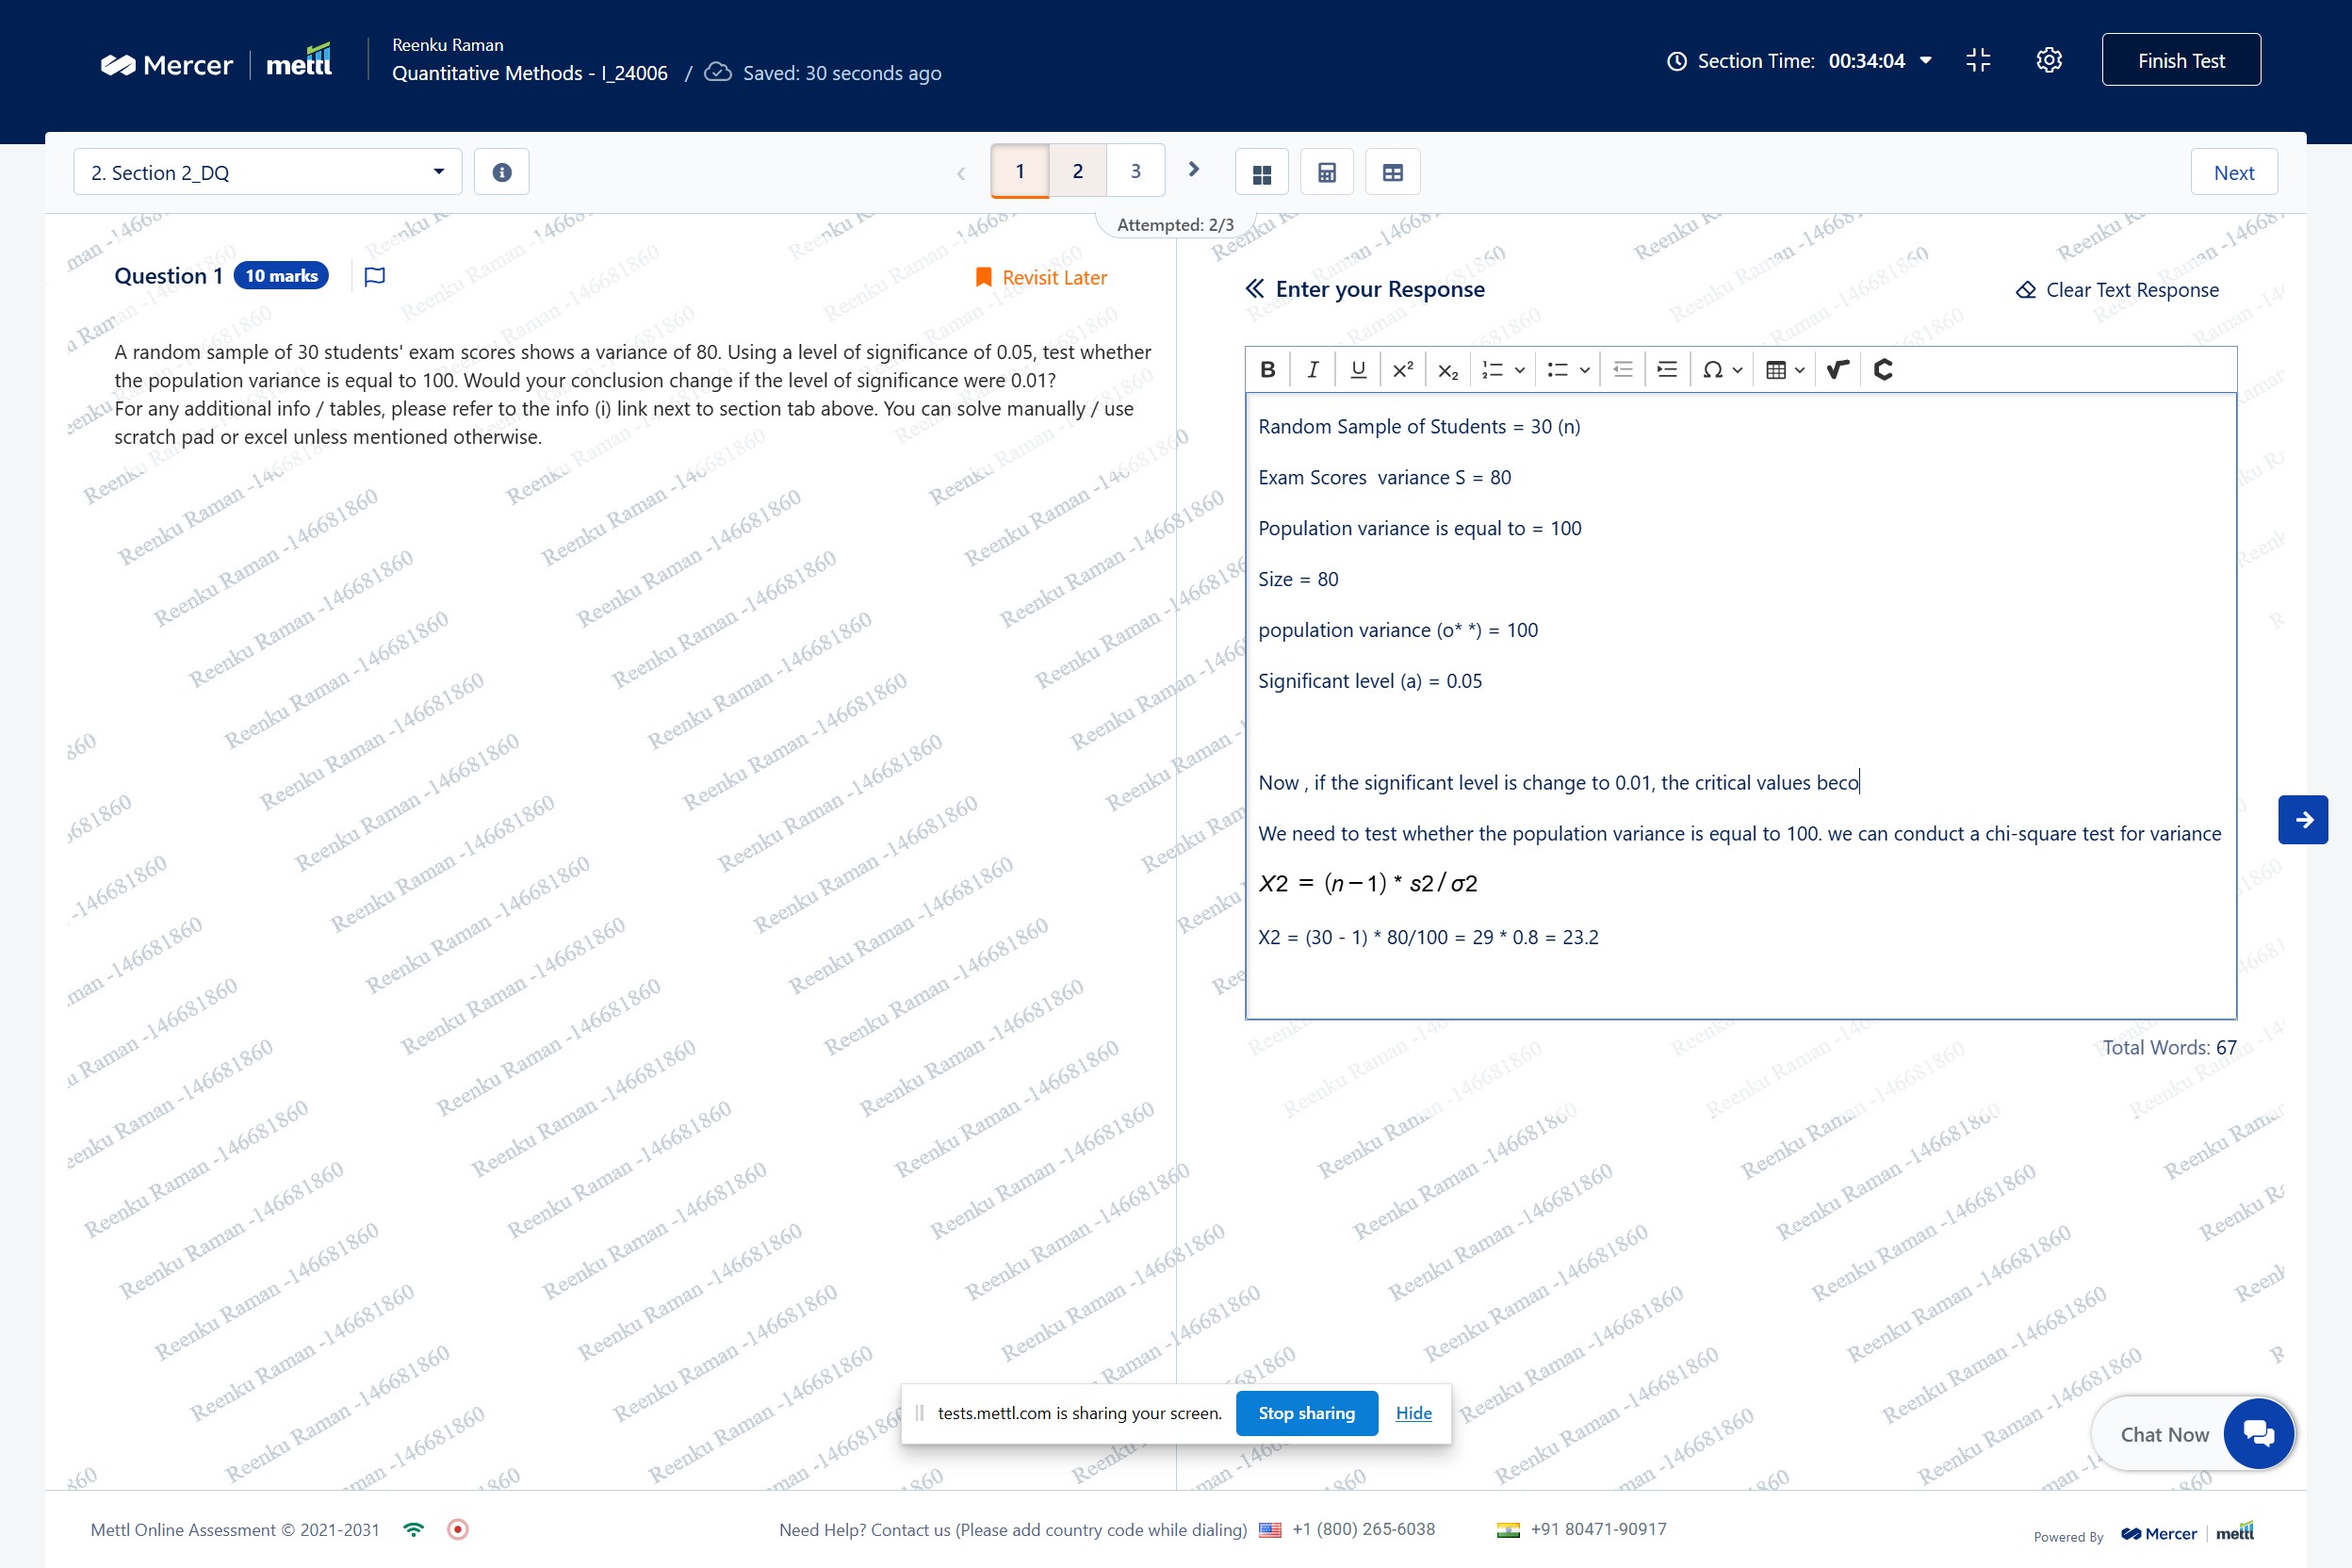 Mercer | mettl
Reenku Raman
Quantitative Methods - I_24006 / Saved: 30 seconds ago
Section Time: 00:34:04
Finish Test
2. Section 2_DQ
1 2 3
Next
Attempted: 2/3
Question 1 10 marks
Revisit Later
A random sample of 30 students' exam scores shows a variance of 80. Using a level of significance of 0.05, test whether
the population variance is equal to 100. Would your conclusion change if the level of significance were 0.01?
For any additional info / tables, please refer to the info (i) link next to section tab above. You can solve manually / use
scratch pad or excel unless mentioned otherwise.
Enter your Response
Clear Text Response
B I U x² x₂ Ω
Random Sample of Students = 30 (n)
Exam Scores  variance S = 80
Population variance is equal to = 100
Size = 80
population variance (o* *) = 100
Significant level (a) = 0.05
Now , if the significant level is change to 0.01, the critical values beco
We need to test whether the population variance is equal to 100. we can conduct a chi-square test for variance
X2 = (n−1) * s2/σ2
X2 = (30 - 1) * 80/100 = 29 * 0.8 = 23.2
Total Words: 67
Reenku Raman -146681860
tests.mettl.com is sharing your screen.
Stop sharing
Hide
Chat Now
Mettl Online Assessment © 2021-2031
Need Help? Contact us (Please add country code while dialing) +1 (800) 265-6038 +91 80471-90917
Powered By Mercer | mettl